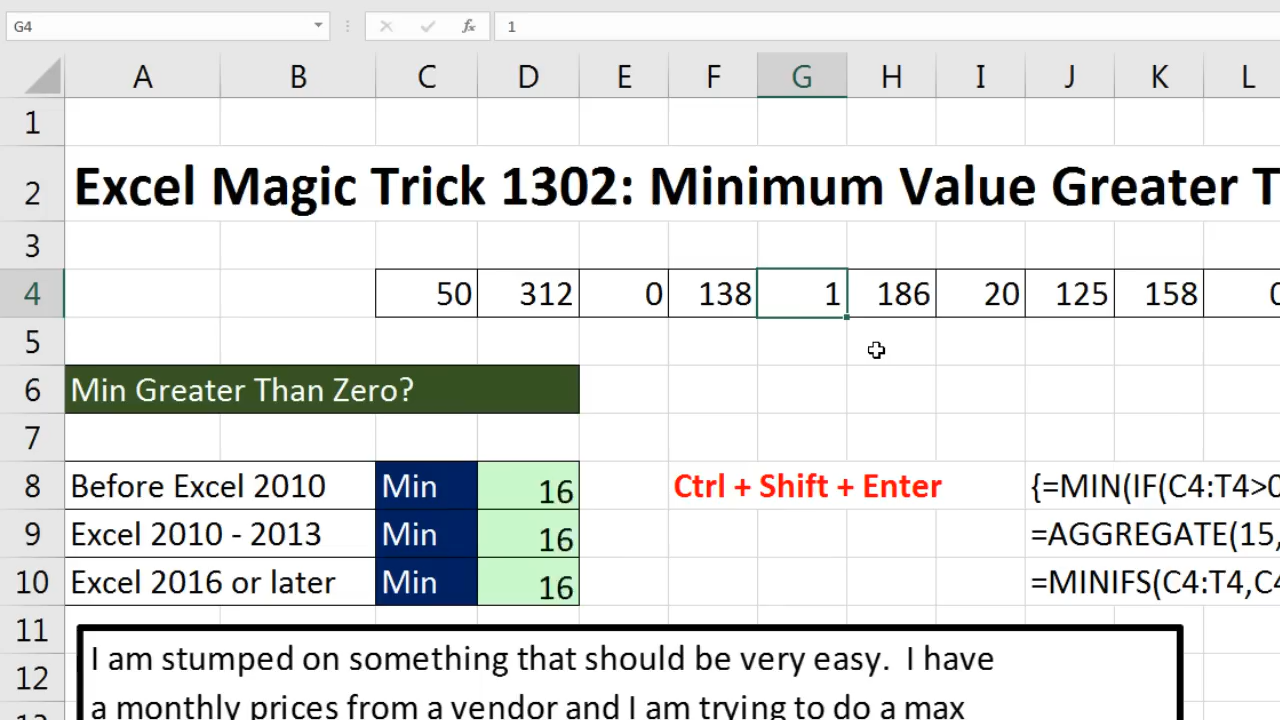 G4 fx 1
A B C D E F G H I J K L
1
2 Excel Magic Trick 1302: Minimum Value Greater T
3
4 50 312 0 138 1 186 20 125 158 0
5
6 Min Greater Than Zero?
7
8 Before Excel 2010 Min 16 Ctrl + Shift + Enter {=MIN(IF(C4:T4>0
9 Excel 2010 - 2013 Min 16 =AGGREGATE(15,
10 Excel 2016 or later Min 16 =MINIFS(C4:T4,C4
11 I am stumped on something that should be very easy. I have
12 a monthly prices from a vendor and I am trying to do a max